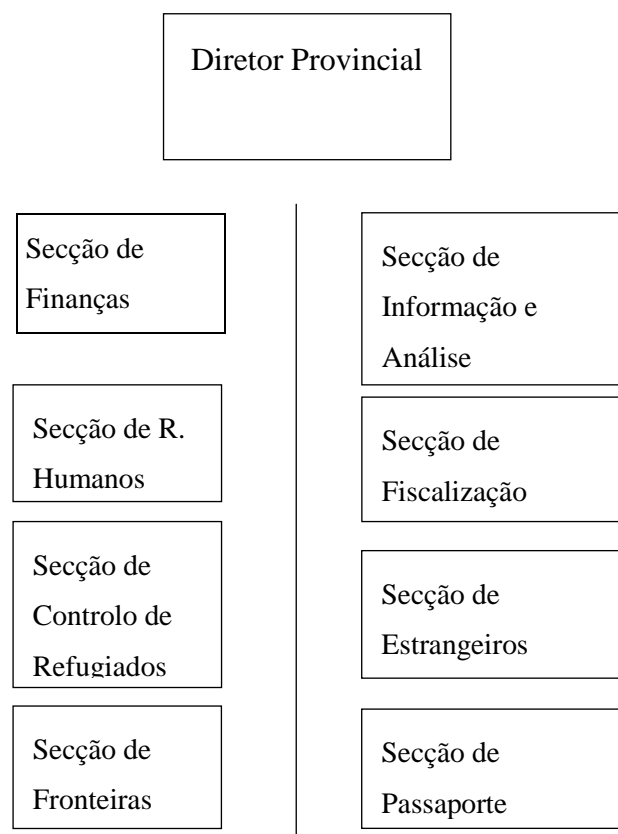 Diretor Provincial
Secção de
Finanças
Secção de R.
Humanos
Secção de
Controlo de
Refugiados
Secção de
Fronteiras
Secção de
Informação e
Análise
Secção de
Fiscalização
Secção de
Estrangeiros
Secção de
Passaporte